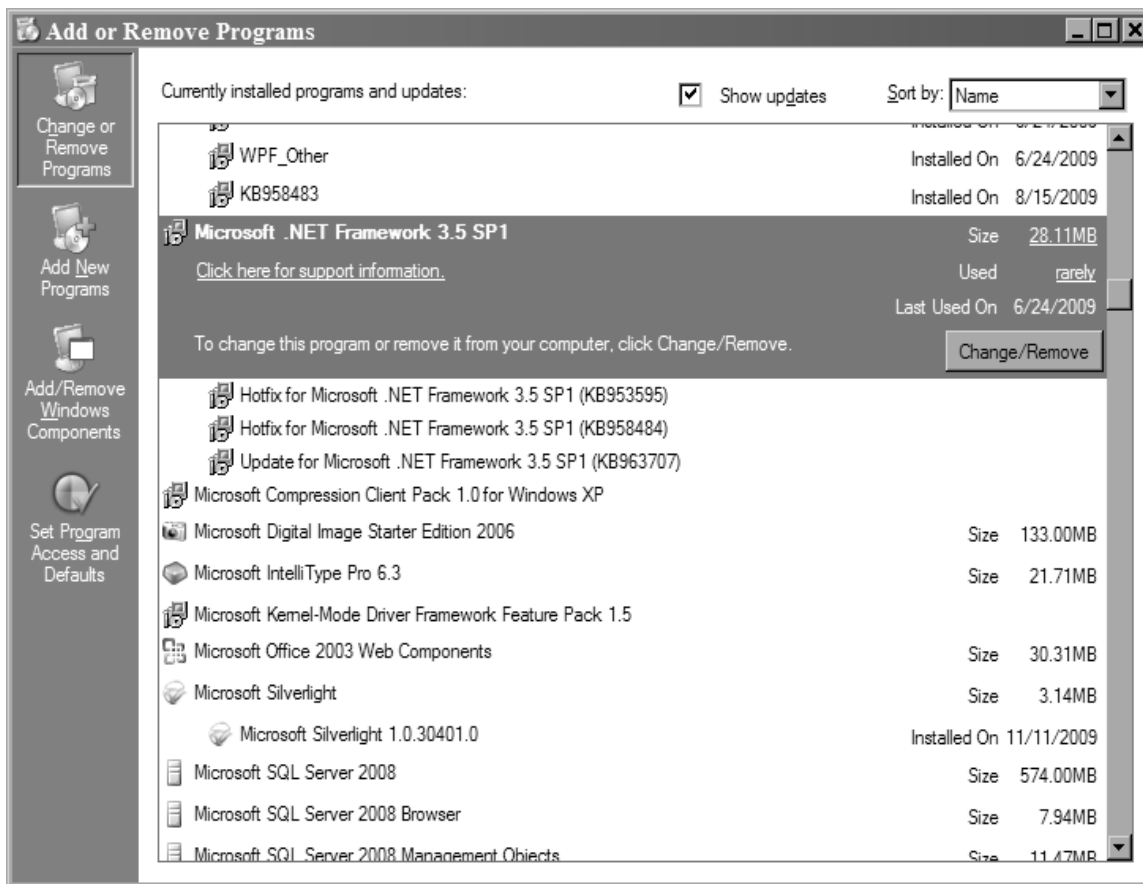 Add or Remove Programs
Change or
Remove
Programs
Add New
Programs
Add/Remove
Windows
Components
Set Program
Access and
Defaults
Currently installed programs and updates:
Show updates
Sort by: Name
Installed On 6/24/2009
WPF_Other Installed On 6/24/2009
KB958483 Installed On 8/15/2009
Microsoft .NET Framework 3.5 SP1 Size 28.11MB
Click here for support information. Used rarely
Last Used On 6/24/2009
To change this program or remove it from your computer, click Change/Remove. Change/Remove
Hotfix for Microsoft .NET Framework 3.5 SP1 (KB953595)
Hotfix for Microsoft .NET Framework 3.5 SP1 (KB958484)
Update for Microsoft .NET Framework 3.5 SP1 (KB963707)
Microsoft Compression Client Pack 1.0 for Windows XP
Microsoft Digital Image Starter Edition 2006 Size 133.00MB
Microsoft IntelliType Pro 6.3 Size 21.71MB
Microsoft Kernel-Mode Driver Framework Feature Pack 1.5
Microsoft Office 2003 Web Components Size 30.31MB
Microsoft Silverlight Size 3.14MB
Microsoft Silverlight 1.0.30401.0 Installed On 11/11/2009
Microsoft SQL Server 2008 Size 574.00MB
Microsoft SQL Server 2008 Browser Size 7.94MB
Microsoft SQL Server 2008 Management Objects Size 11.47MB